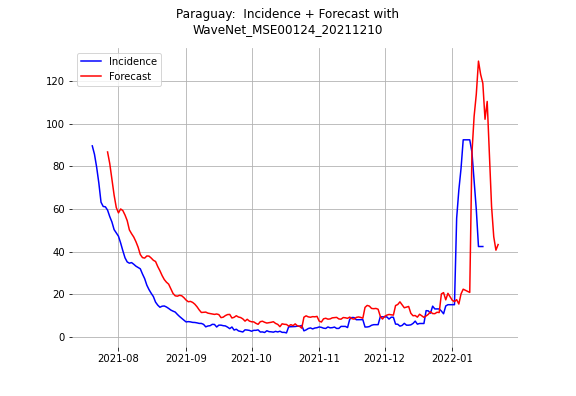 Paraguay:  Incidence + Forecast with
WaveNet_MSE00124_20211210
Incidence
Forecast
120
100
80
60
40
20
0
2021-08 2021-09 2021-10 2021-11 2021-12 2022-01